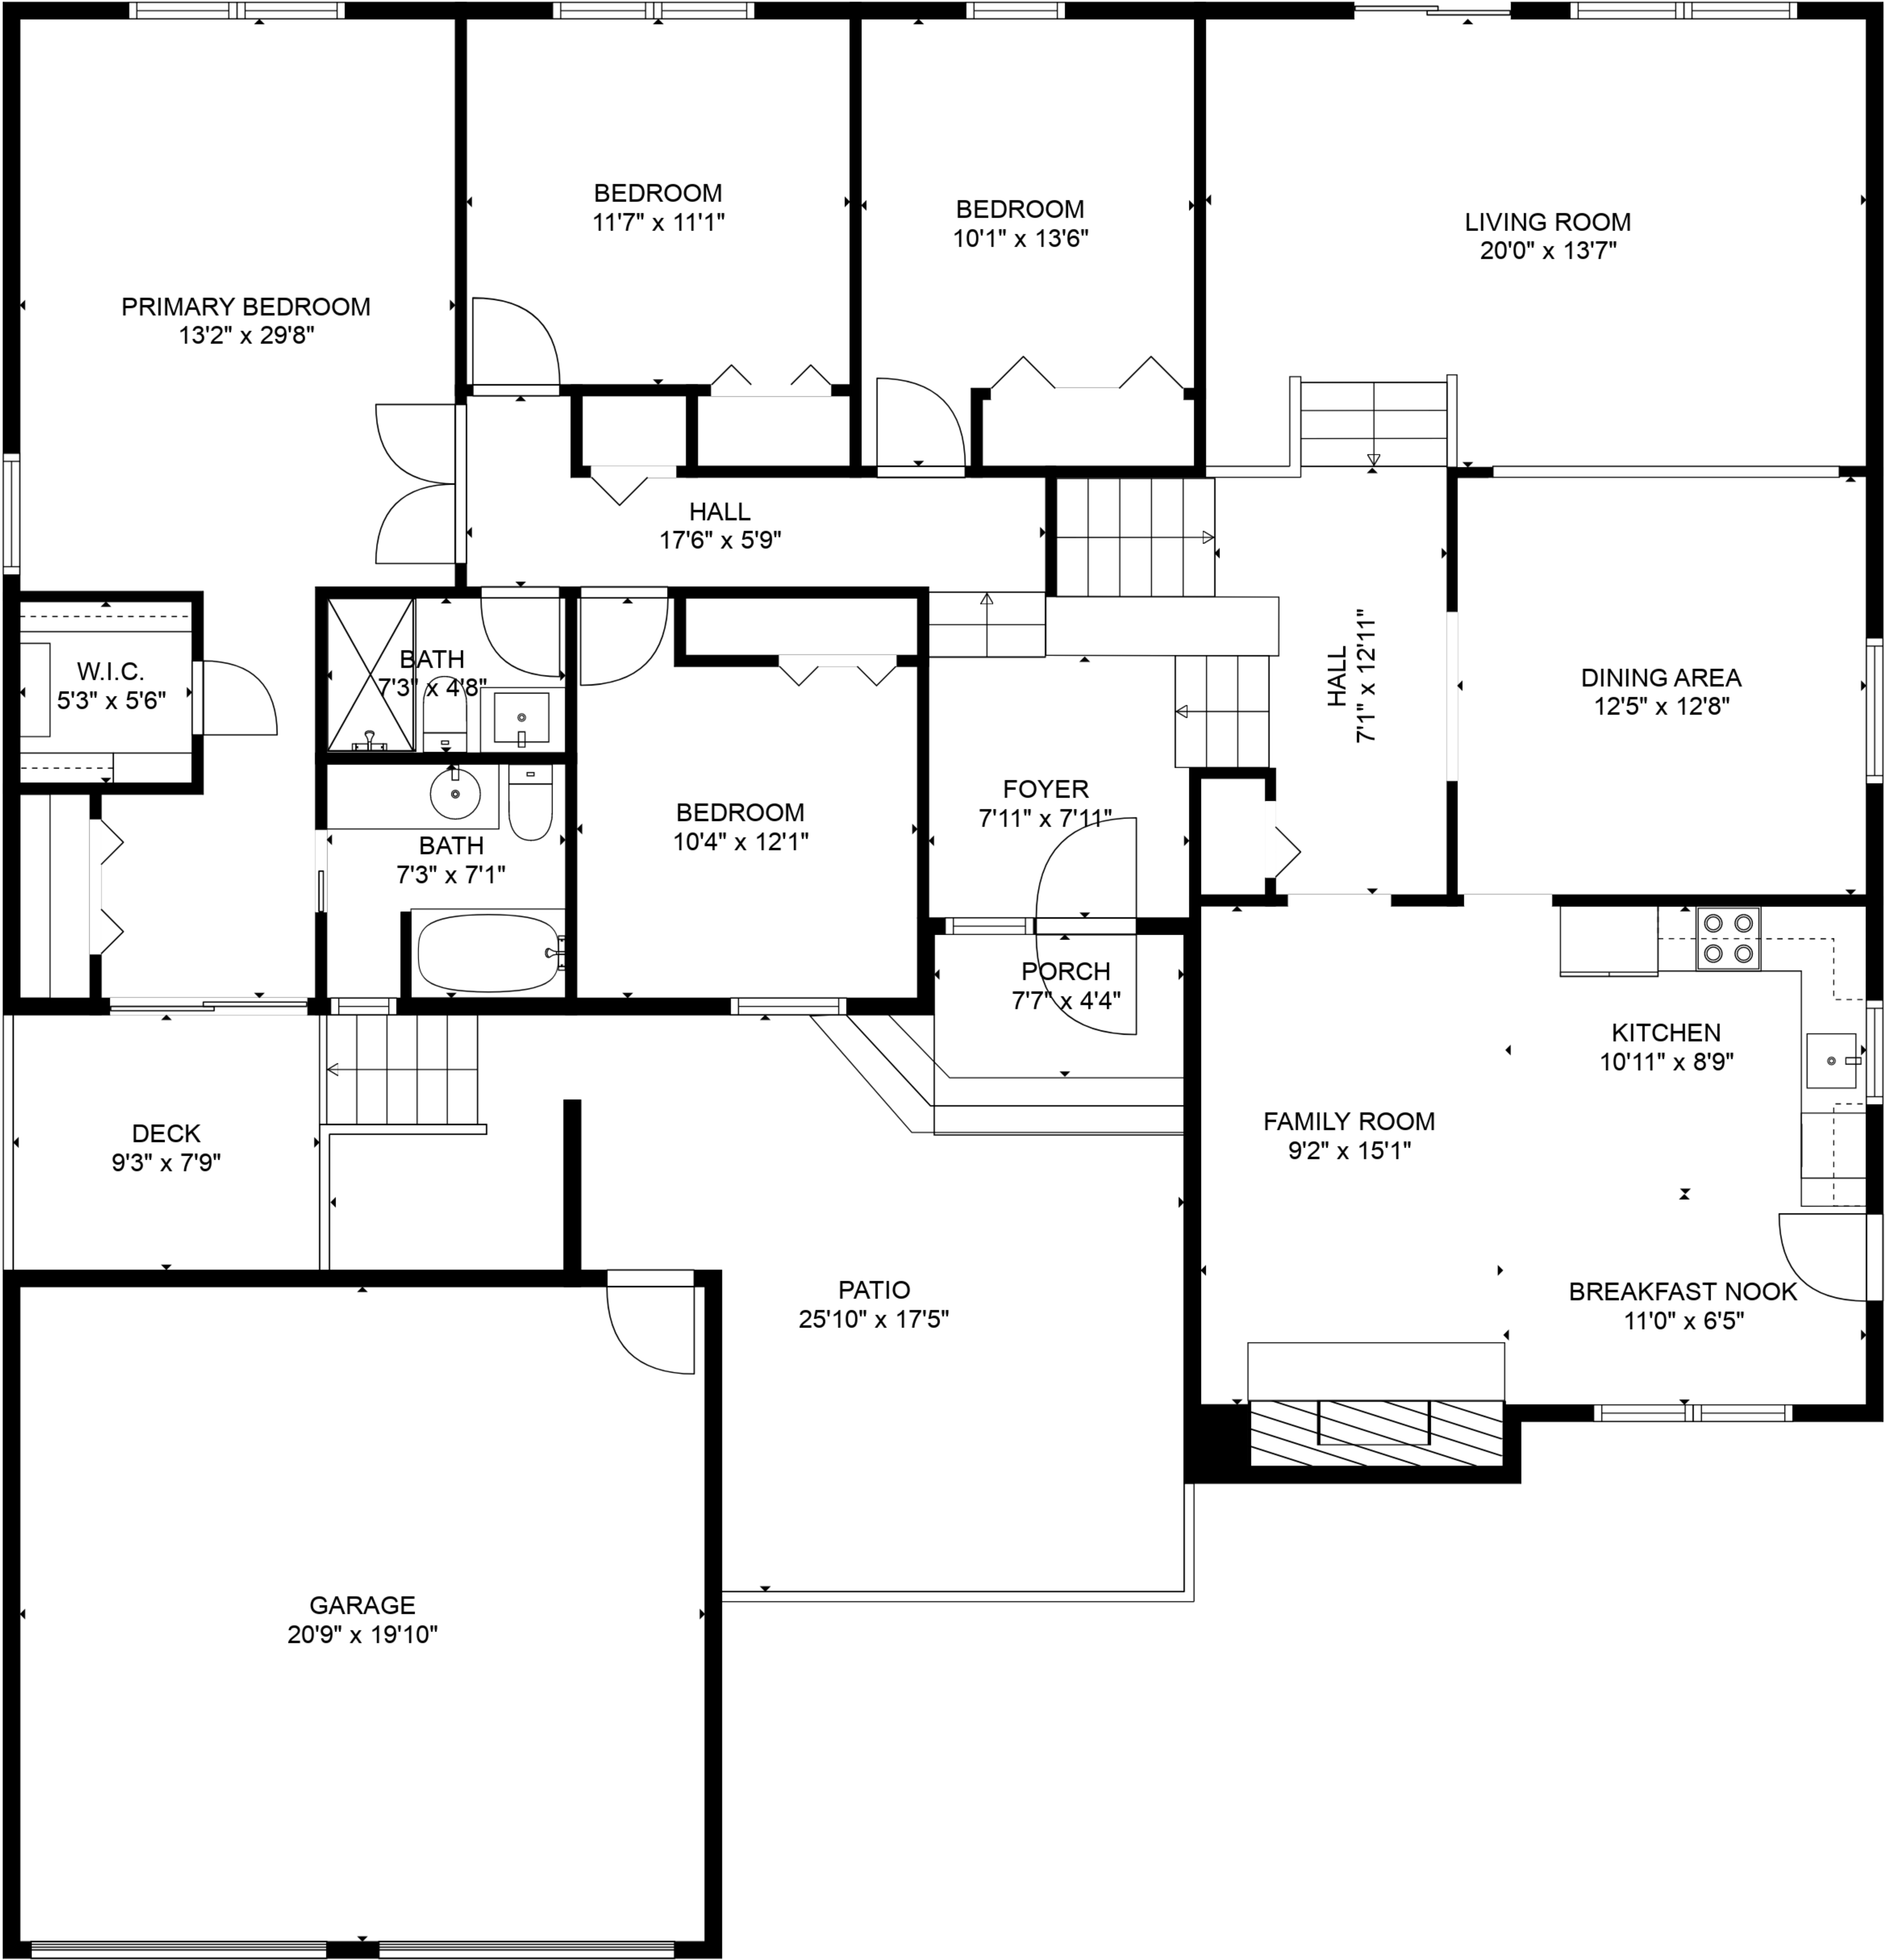 BEDROOM
11'7" x 11'1"
BEDROOM
10'1" x 13'6"
LIVING ROOM
20'0" x 13'7"
PRIMARY BEDROOM
13'2" x 29'8"
HALL
17'6" x 5'9"
W.I.C.
5'3" x 5'6"
BATH
7'3" x 4'8"
HALL
7'1" x 12'11"
DINING AREA
12'5" x 12'8"
FOYER
7'11" x 7'11"
BEDROOM
10'4" x 12'1"
BATH
7'3" x 7'1"
PORCH
7'7" x 4'4"
KITCHEN
10'11" x 8'9"
FAMILY ROOM
9'2" x 15'1"
DECK
9'3" x 7'9"
PATIO
25'10" x 17'5"
BREAKFAST NOOK
11'0" x 6'5"
GARAGE
20'9" x 19'10"